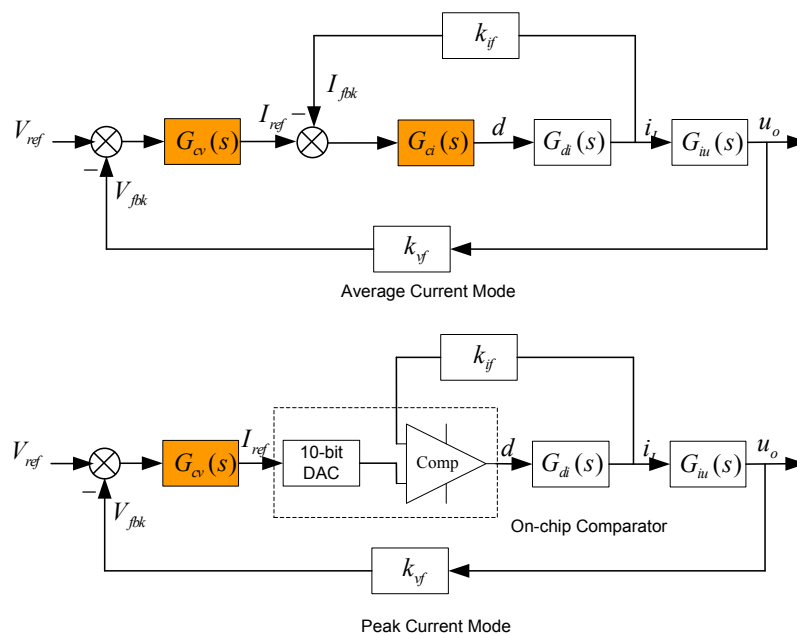 k_if
I_fbk
V_ref
G_cv(s)
I_ref
−
G_ci(s)
d
G_di(s)
i_L
G_iu(s)
u_o
−
V_fbk
k_vf
Average Current Mode
k_if
V_ref
G_cv(s)
I_ref
10-bit
DAC
Comp
d
G_di(s)
i_L
G_iu(s)
u_o
−
V_fbk
On-chip Comparator
k_vf
Peak Current Mode